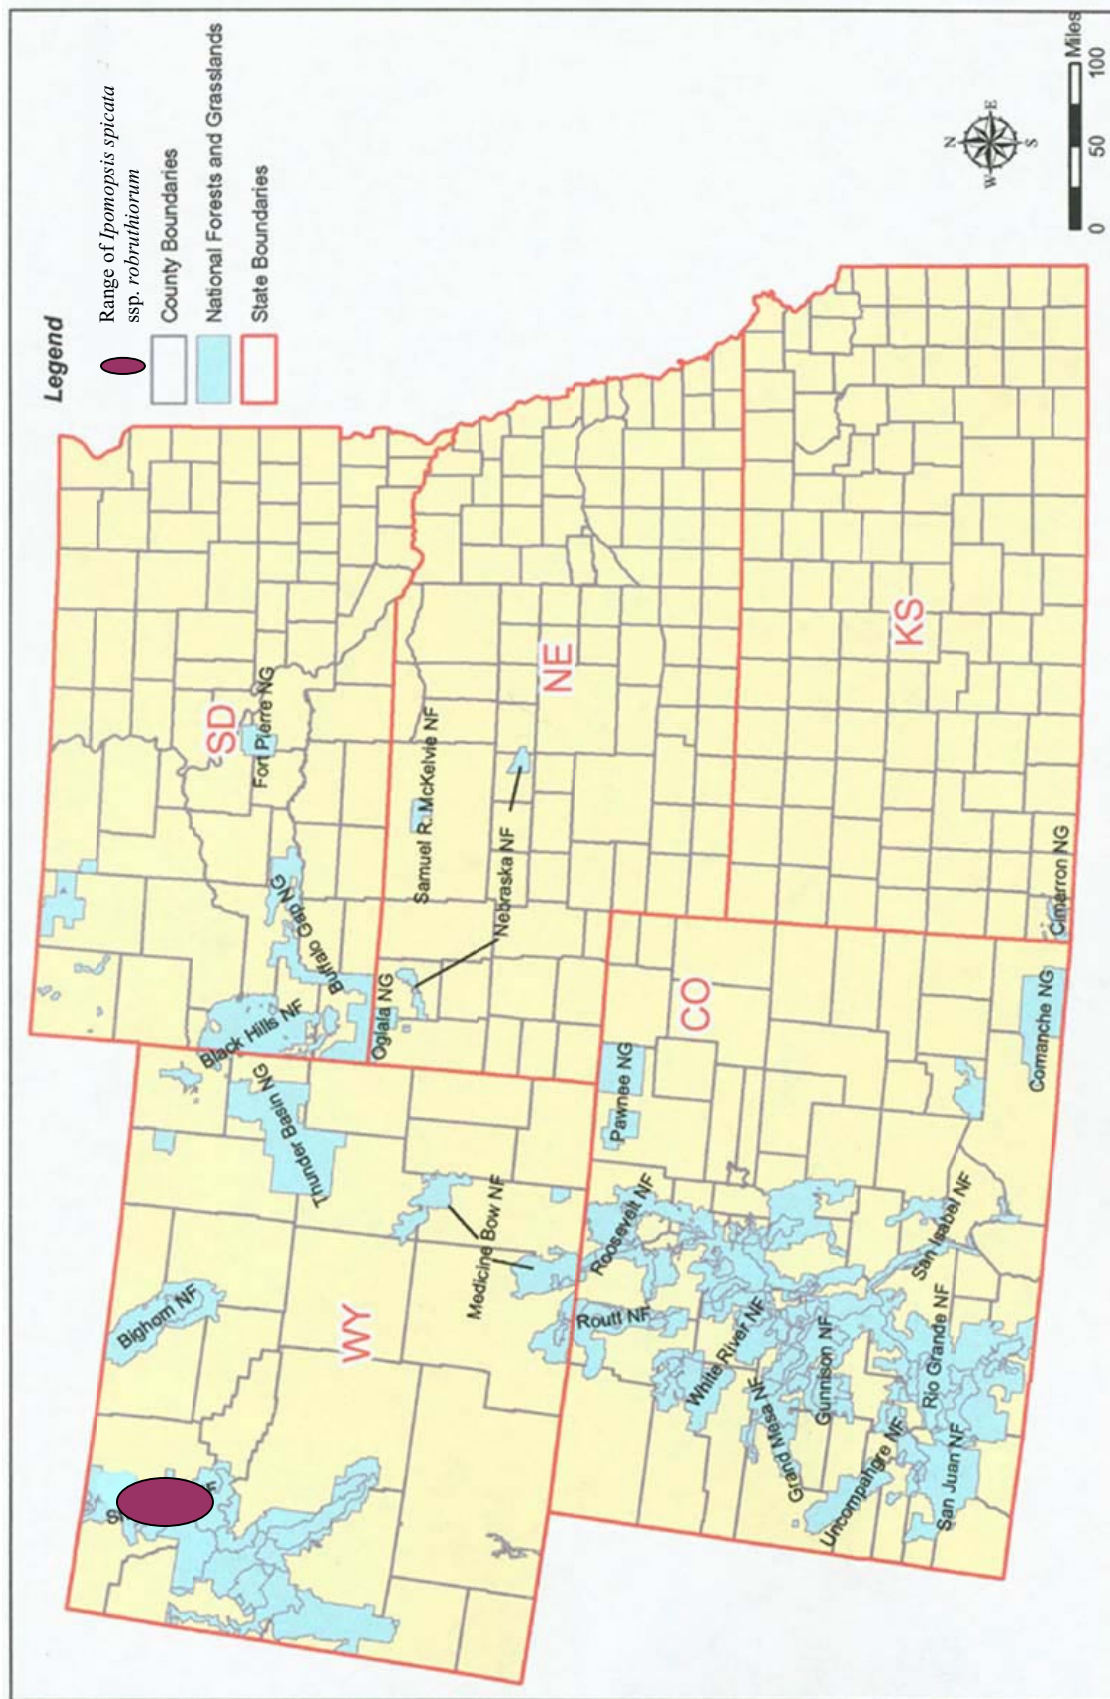 Legend
Range of Ipomopsis spicata
ssp. robruthiorum
County Boundaries
National Forests and Grasslands
State Boundaries
SD
Fort Pierre NG
Buffalo Gap NG
Black Hills NF
Thunder Basin NG
Bighorn NF
WY
Medicine Bow NF
Oglala NG
Samuel R. McKelvie NF
Nebraska NF
NE
Pawnee NG
CO
Roosevelt NF
Routt NF
White River NF
Grand Mesa NF
Gunnison NF
Uncompahgre NF
San Juan NF
Rio Grande NF
San Isabel NF
Comanche NG
Cimarron NG
KS
N
W
E
S
0
50
100
Miles